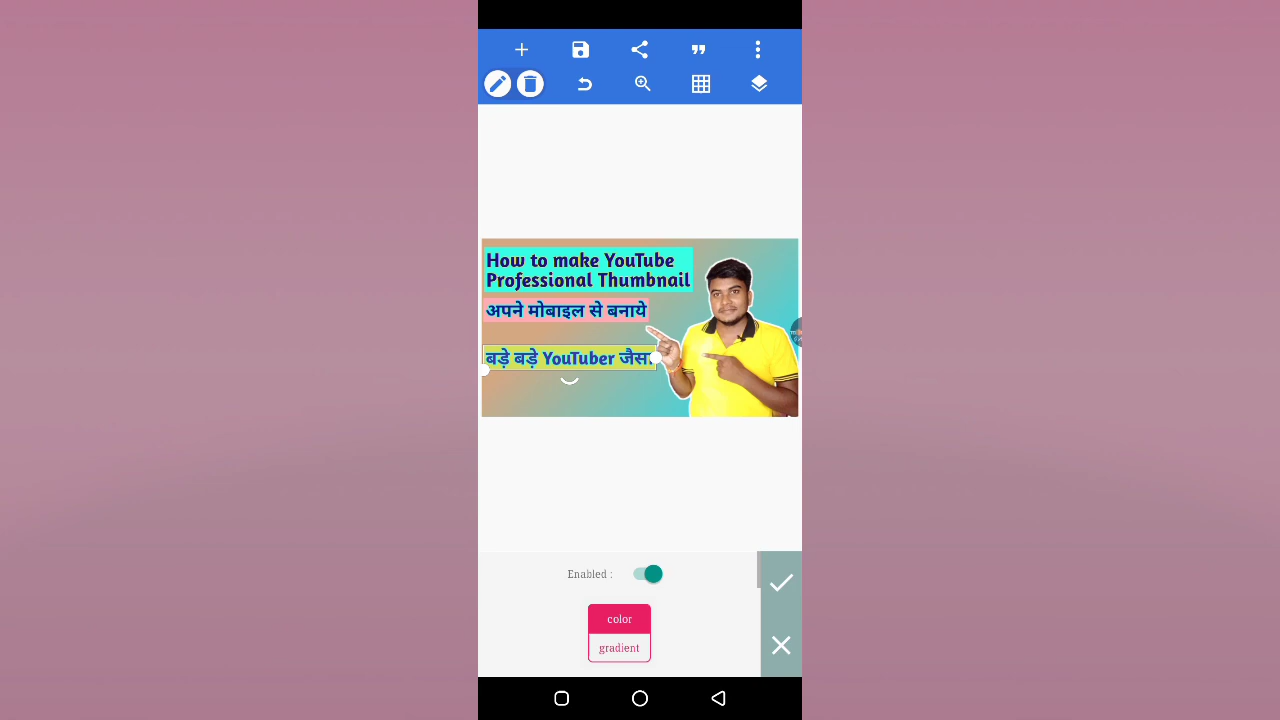 How to make YouTube
Professional Thumbnail
अपने मोबाइल से बनाये
बड़े बड़े YouTuber जैसा
Enabled :
color
gradient